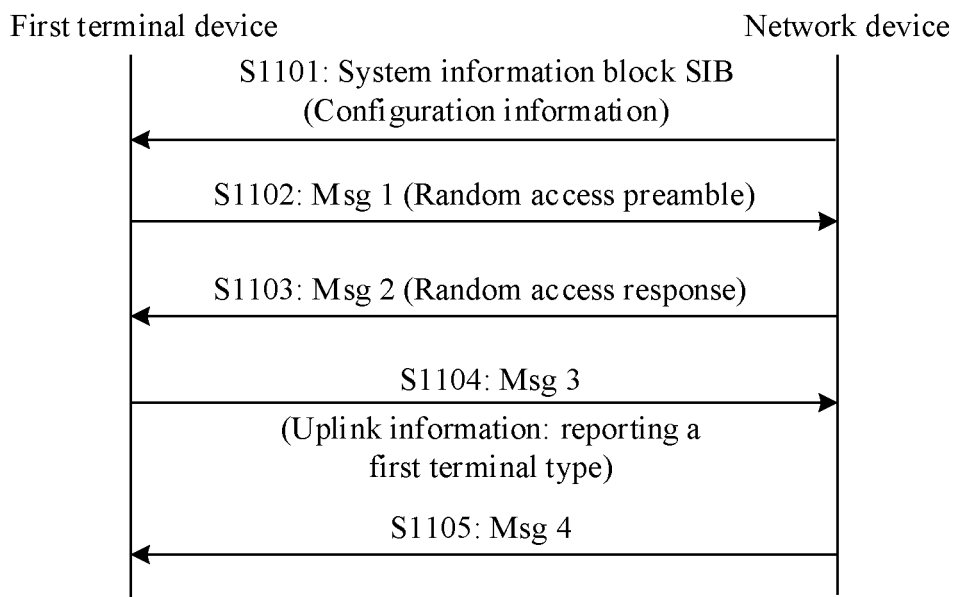 First terminal device
Network device
S1101: System information block SIB
(Configuration information)
S1102: Msg 1 (Random access preamble)
S1103: Msg 2 (Random access response)
S1104: Msg 3
(Uplink information: reporting a
first terminal type)
S1105: Msg 4